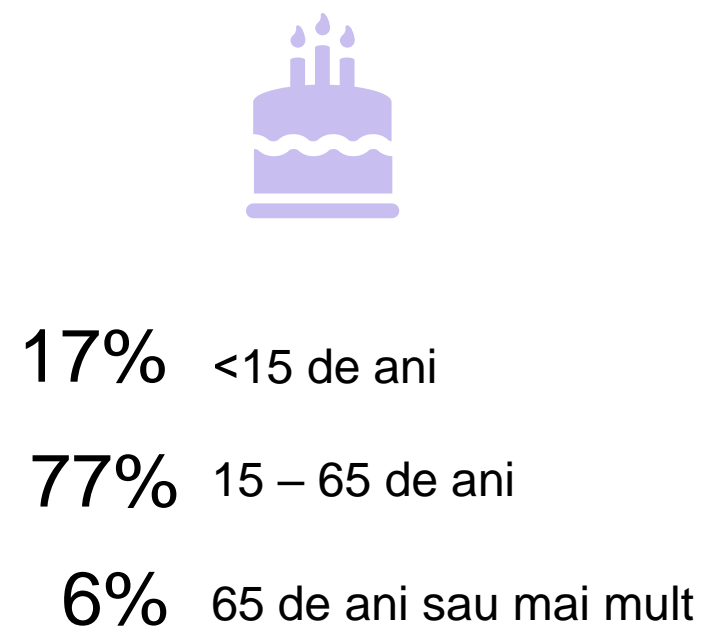 17% <15 de ani
77% 15 – 65 de ani
6% 65 de ani sau mai mult